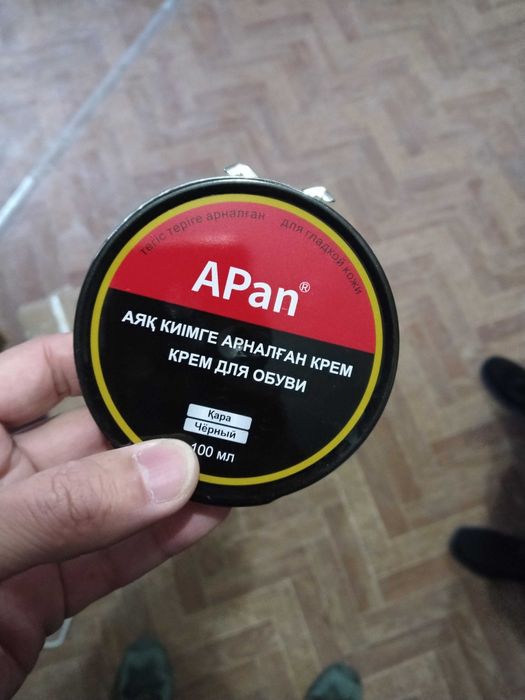 тегіс теріге арналған для гладкой кожи
APan®
АЯҚ КИІМГЕ АРНАЛҒАН КРЕМ
КРЕМ ДЛЯ ОБУВИ
Қара
Чёрный
100 мл